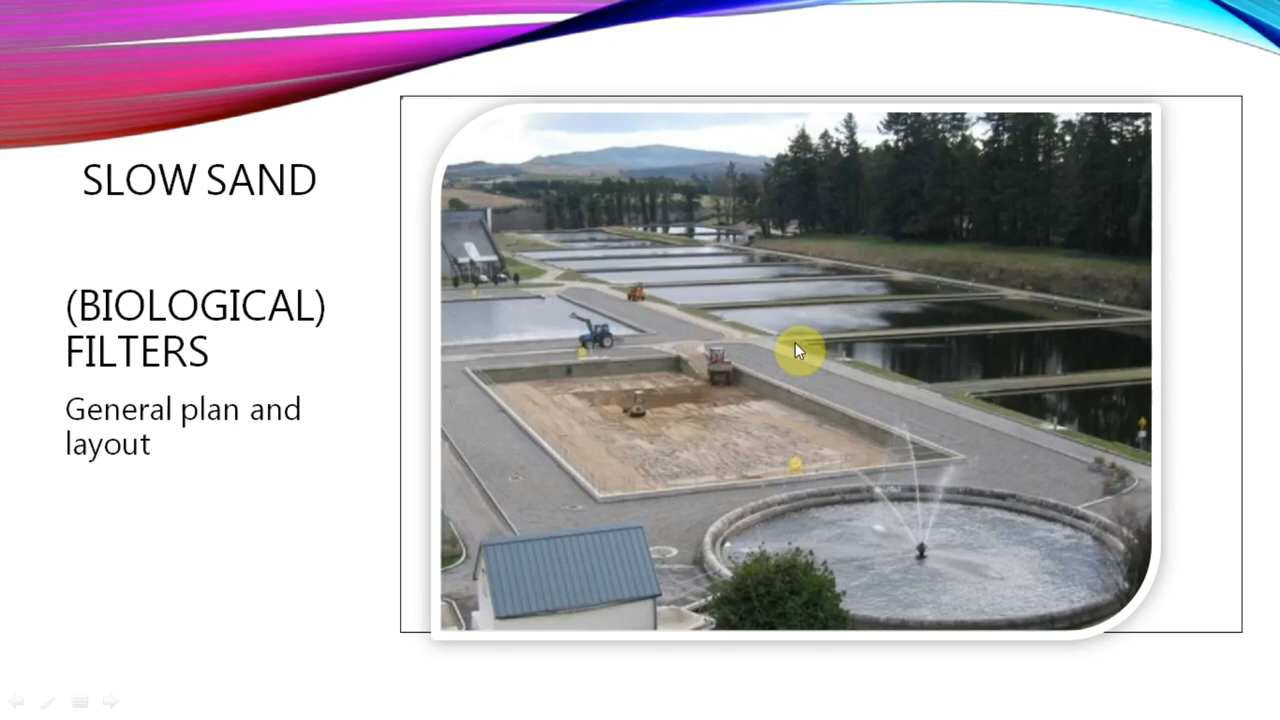 SLOW SAND
(BIOLOGICAL)
FILTERS
General plan and
layout